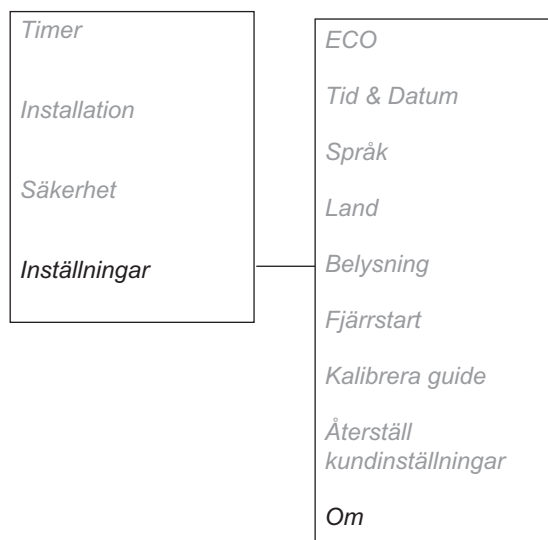 Timer
Installation
Säkerhet
Inställningar
ECO
Tid & Datum
Språk
Land
Belysning
Fjärrstart
Kalibrera guide
Återställ
kundinställningar
Om